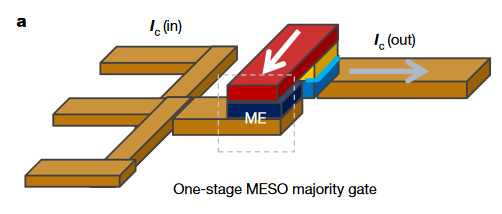 a
I_c (in)
I_c (out)
ME
One-stage MESO majority gate